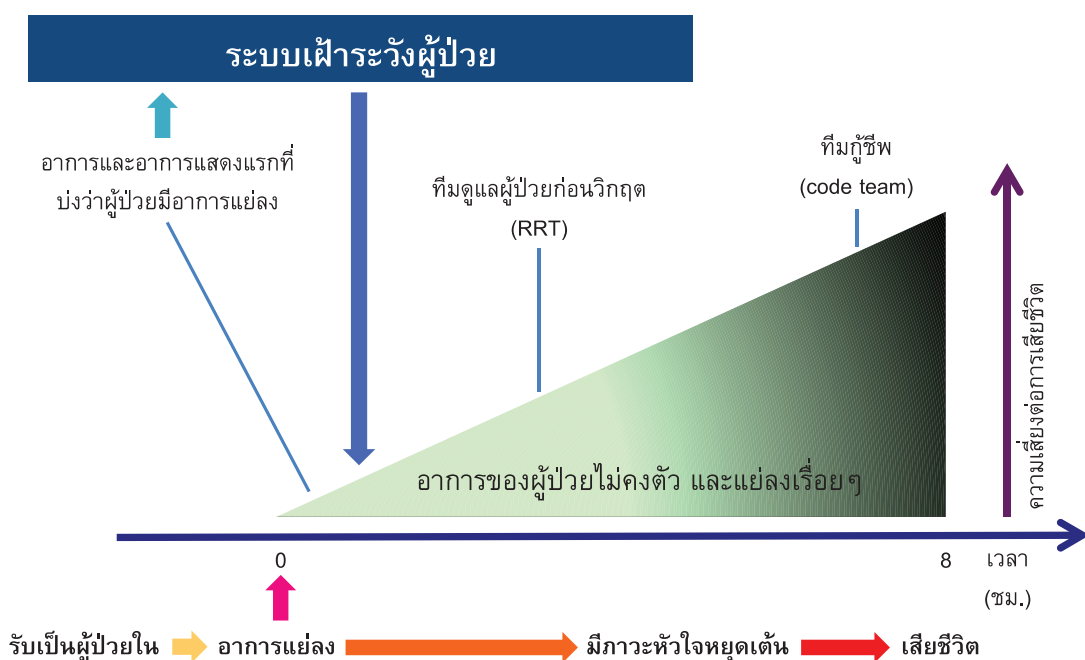 ระบบเฝ้าระวังผู้ป่วย
อาการและอาการแสดงแรกที่
บ่งว่าผู้ป่วยมีอาการแย่ลง
ทีมดูแลผู้ป่วยก่อนวิกฤต
(RRT)
ทีมกู้ชีพ
(code team)
ความเสี่ยงต่อการเสียชีวิต
อาการของผู้ป่วยไม่คงตัว และแย่ลงเรื่อยๆ
0
8
เวลา
(ชม.)
รับเป็นผู้ป่วยใน อาการแย่ลง มีภาวะหัวใจหยุดเต้น เสียชีวิต